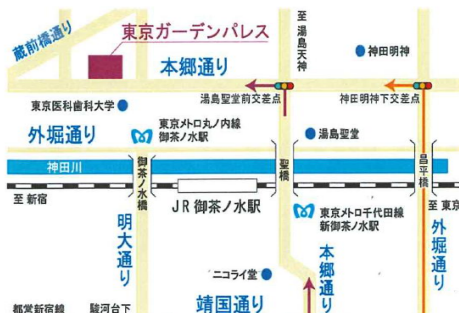 蔵前橋通り
東京ガーデンパレス
至
湯島天神
神田明神
本郷通り
湯島聖堂前交差点
神田明神下交差点
東京医科歯科大学
外堀通り
東京メトロ丸ノ内線
御茶ノ水駅
湯島聖堂
神田川
御茶ノ水橋
聖橋
昌平橋
至 新宿
JR 御茶ノ水駅
至 東京
東京メトロ千代田線
新御茶ノ水駅
明大通り
本郷通り
外堀通り
ニコライ堂
靖国通り
都営新宿線
駿河台下